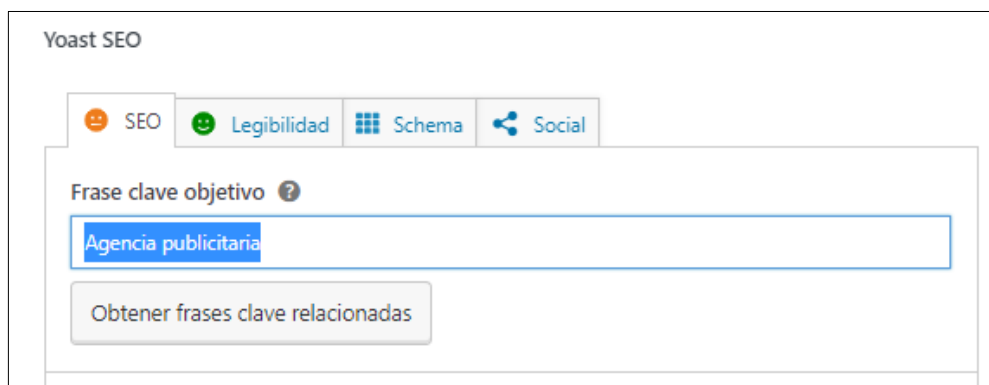 Yoast SEO
SEO Legibilidad Schema Social
Frase clave objetivo ?
Agencia publicitaria
Obtener frases clave relacionadas